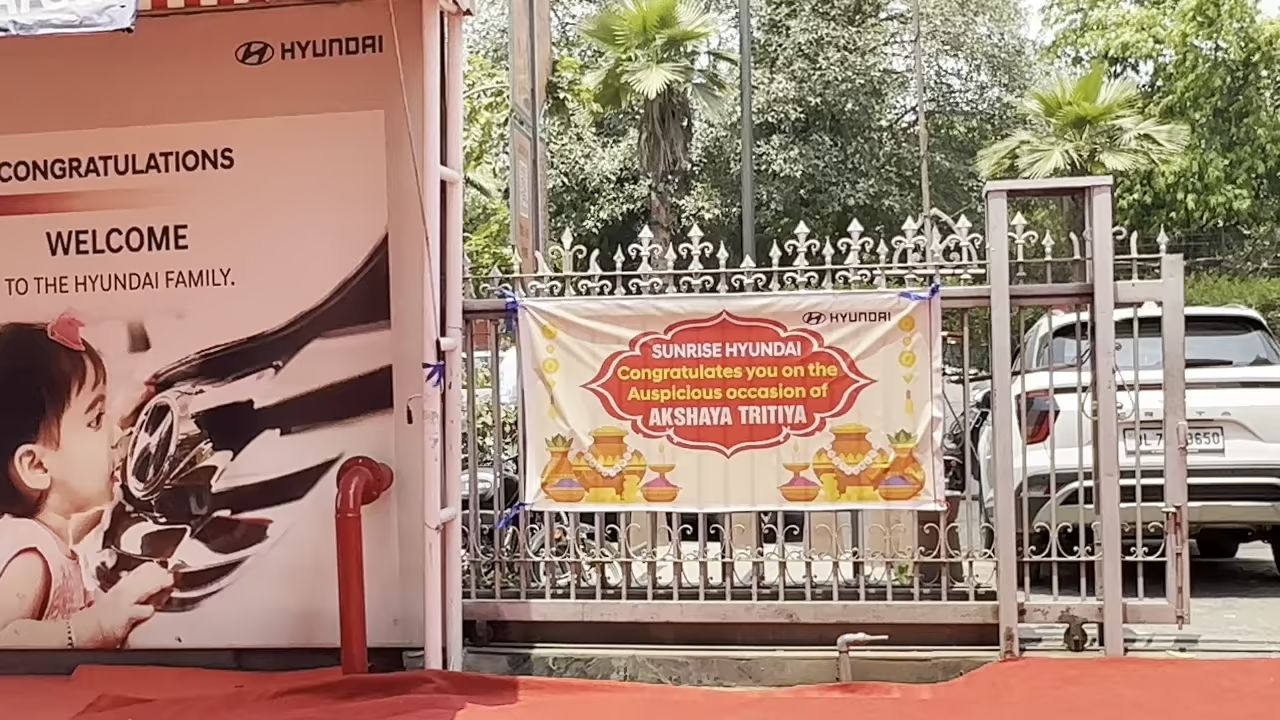 HYUNDAI
CONGRATULATIONS
WELCOME
TO THE HYUNDAI FAMILY.
HYUNDAI
SUNRISE HYUNDAI
Congratulates you on the
Auspicious occasion of
AKSHAYA TRITIYA